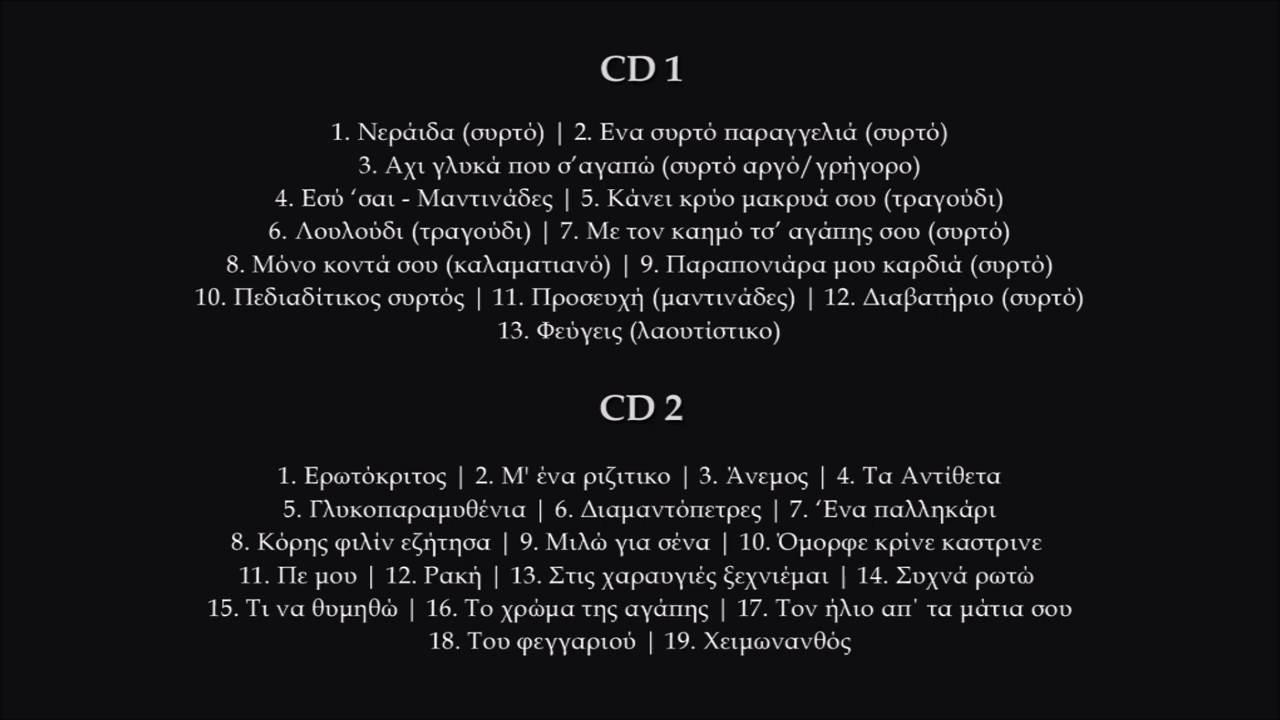 CD 1
1. Νεράιδα (συρτό) | 2. Ενα συρτό παραγγελιά (συρτό)
3. Αχι γλυκά που σ’αγαπώ (συρτό αργό/γρήγορο)
4. Εσύ ‘σαι - Μαντινάδες | 5. Κάνει κρύο μακρυά σου (τραγούδι)
6. Λουλούδι (τραγούδι) | 7. Με τον καημό τσ’ αγάπης σου (συρτό)
8. Μόνο κοντά σου (καλαματιανό) | 9. Παραπονιάρα μου καρδιά (συρτό)
10. Πεδιαδίτικος συρτός | 11. Προσευχή (μαντινάδες) | 12. Διαβατήριο (συρτό)
13. Φεύγεις (λαουτίστικο)
CD 2
1. Ερωτόκριτος | 2. Μ' ένα ριζιτικο | 3. Άνεμος | 4. Τα Αντίθετα
5. Γλυκοπαραμυθένια | 6. Διαμαντόπετρες | 7. ‘Ενα παλληκάρι
8. Κόρης φιλίν εζήτησα | 9. Μιλώ για σένα | 10. Όμορφε κρίνε καστρινε
11. Πε μου | 12. Ρακή | 13. Στις χαραυγιές ξεχνιέμαι | 14. Συχνά ρωτώ
15. Τι να θυμηθώ | 16. Το χρώμα της αγάπης | 17. Τον ήλιο απ΄ τα μάτια σου
18. Του φεγγαριού | 19. Χειμωνανθός